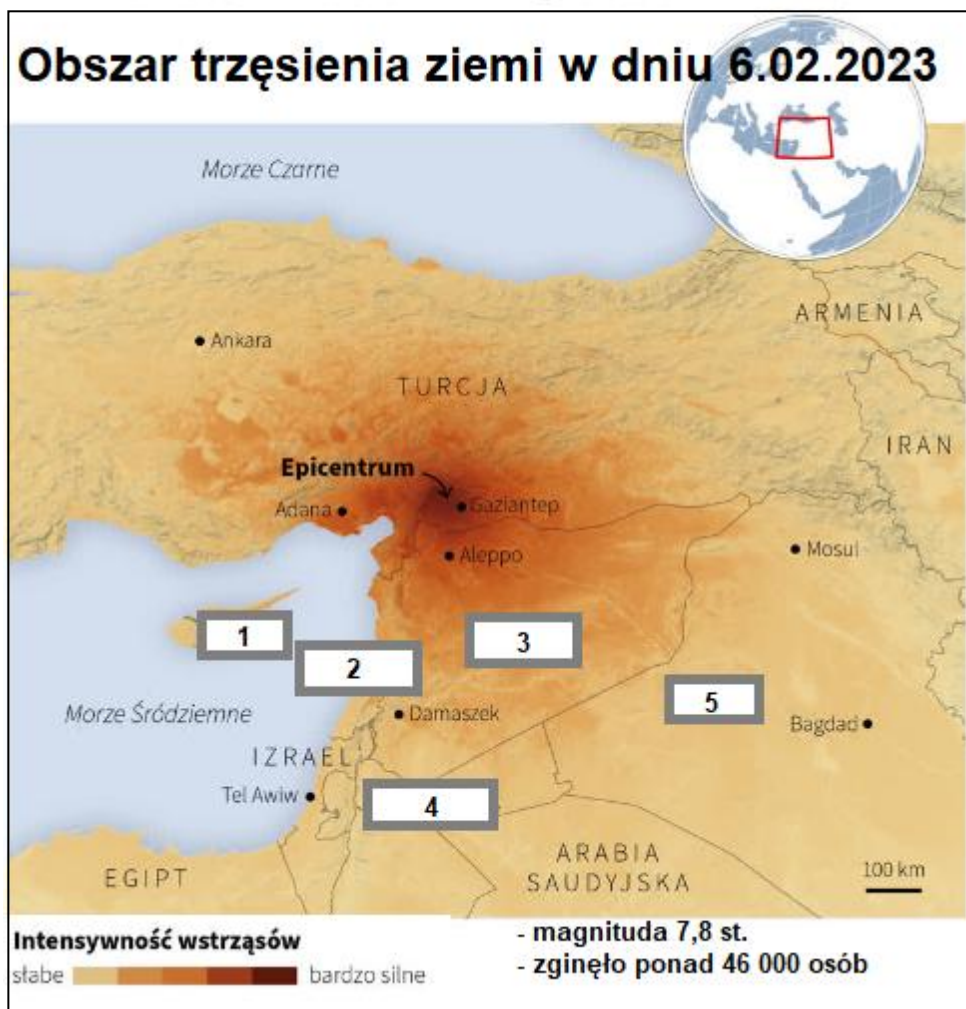 Obszar trzęsienia ziemi w dniu 6.02.2023
Morze Czarne
ARMENIA
Ankara
TURCJA
IRAN
Epicentrum
Adana
Gaziantep
Aleppo
Mosul
1
2
3
5
Morze Śródziemne
Damaszek
Bagdad
IZRAEL
Tel Awiw
4
EGIPT
ARABIA
SAUDYJSKA
100 km
Intensywność wstrząsów
słabe
bardzo silne
- magnituda 7,8 st.
- zginęło ponad 46 000 osób